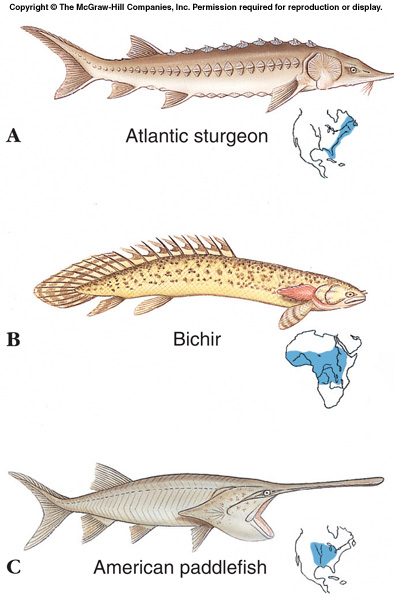 Copyright © The McGraw-Hill Companies, Inc. Permission required for reproduction or display.
A Atlantic sturgeon
B Bichir
C American paddlefish